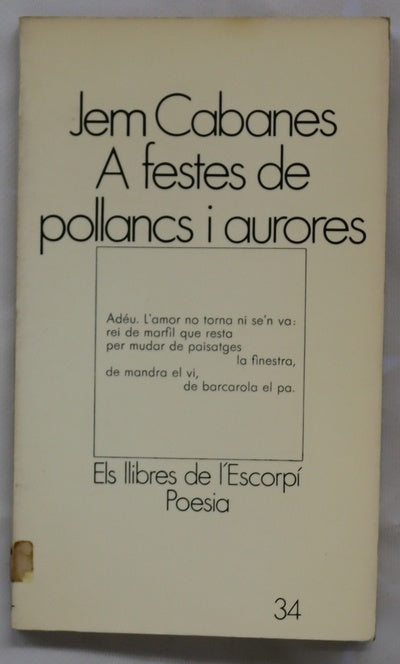 Jem Cabanes
A festes de
pollancs i aurores
Adéu. L'amor no torna ni se'n va:
rei de marfil que resta
per mudar de paisatges
la finestra,
de mandra el vi,
de barcarola el pa.
Els llibres de l'Escorpí
Poesia
34